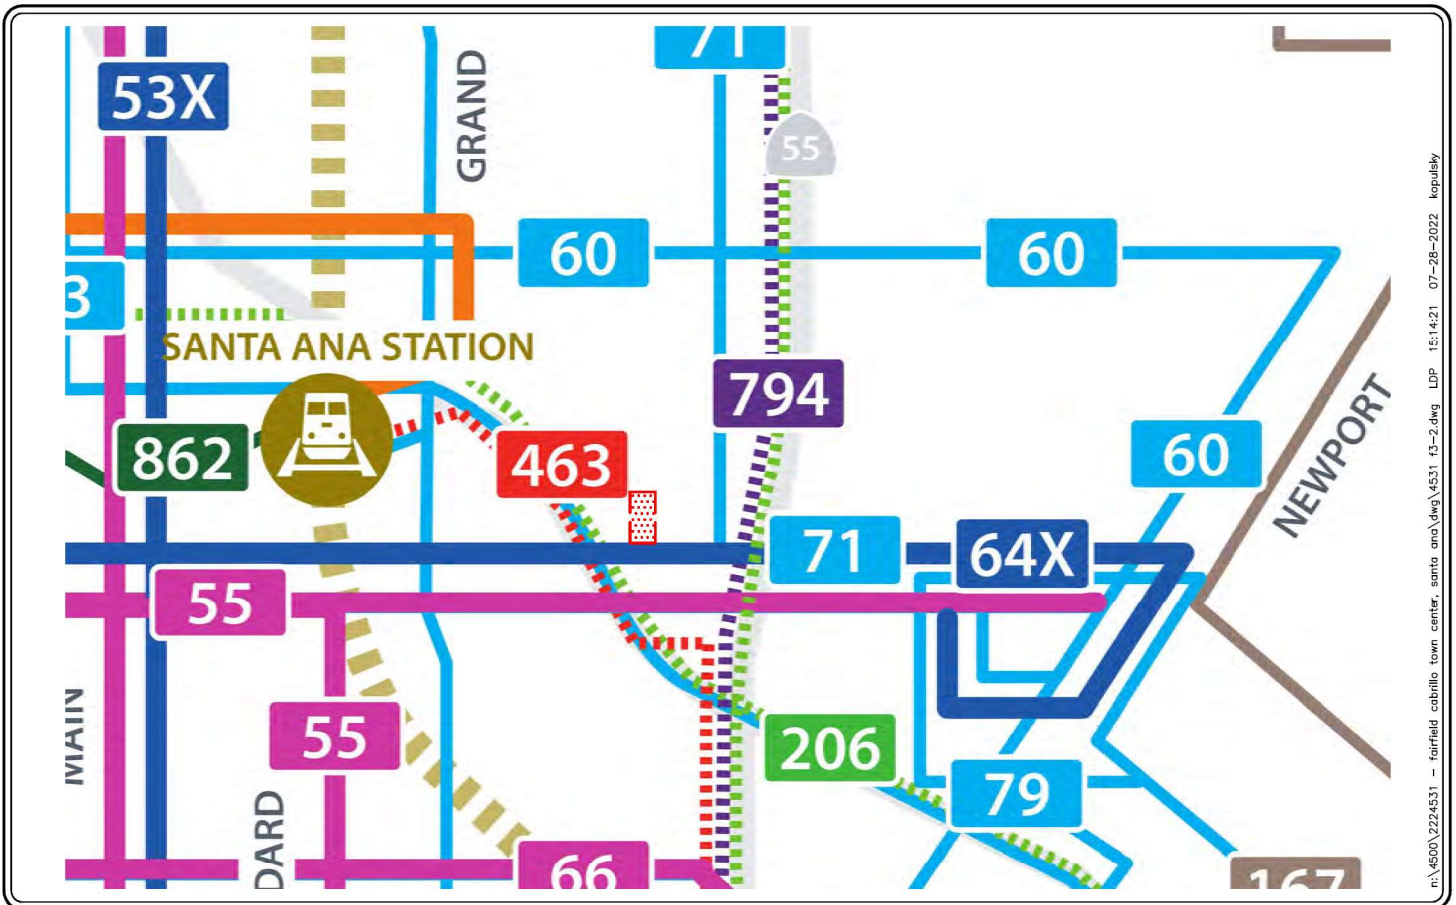 71
53X
GRAND
55
60
60
3
SANTA ANA STATION
794
NEWPORT
862
463
60
71
64X
55
MAIN
55
206
79
DARD
66
167
n:\4500\2224531 - fairfield cabrillo town center, santa ana\dwg\4531 f3-2.dwg LDP 15:14:21 07-28-2022 kopulsky